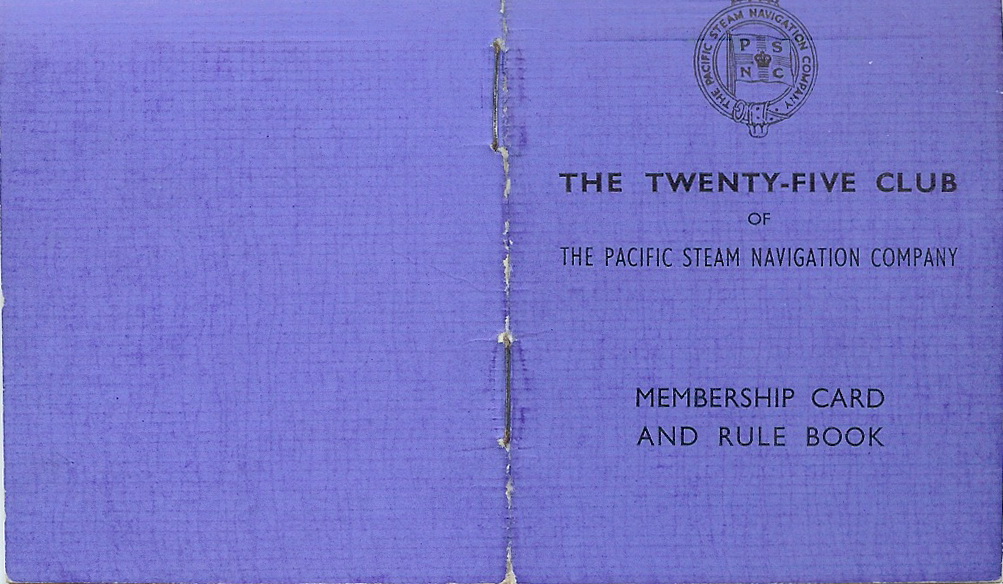 THE PACIFIC STEAM NAVIGATION COMPANY
P S
N C
THE TWENTY-FIVE CLUB
OF
THE PACIFIC STEAM NAVIGATION COMPANY
MEMBERSHIP CARD
AND RULE BOOK